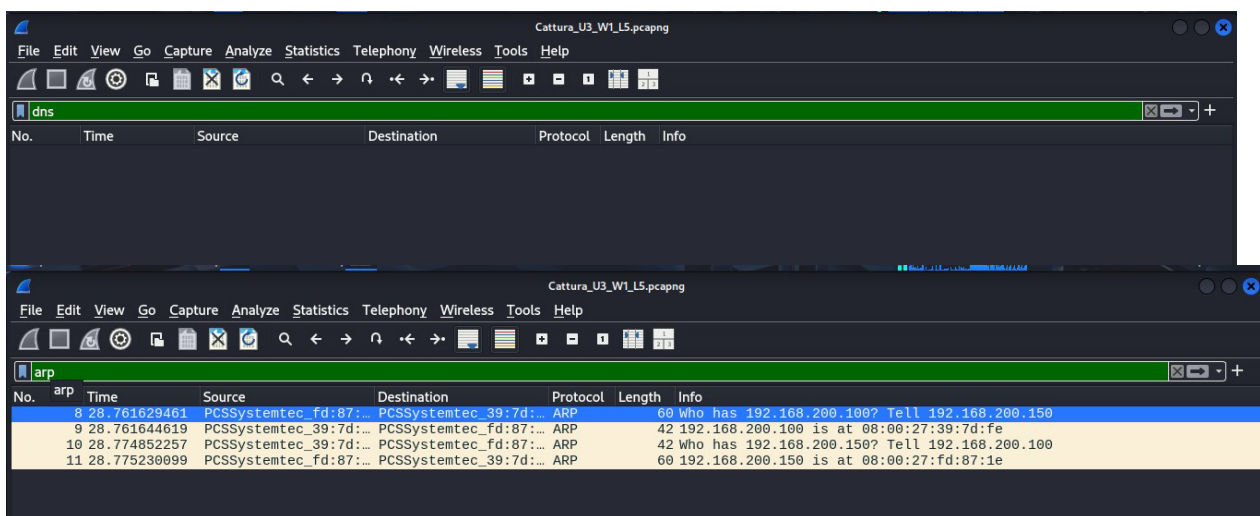 Cattura_U3_W1_L5.pcapng
File Edit View Go Capture Analyze Statistics Telephony Wireless Tools Help
dns
No. Time Source Destination Protocol Length Info
Cattura_U3_W1_L5.pcapng
File Edit View Go Capture Analyze Statistics Telephony Wireless Tools Help
arp
No. arp Time Source Destination Protocol Length Info
8 28.761629461 PCSSystemtec_fd:87:… PCSSystemtec_39:7d:… ARP 60 Who has 192.168.200.100? Tell 192.168.200.150
9 28.761644619 PCSSystemtec_39:7d:… PCSSystemtec_fd:87:… ARP 42 192.168.200.100 is at 08:00:27:39:7d:fe
10 28.774852257 PCSSystemtec_39:7d:… PCSSystemtec_fd:87:… ARP 42 Who has 192.168.200.150? Tell 192.168.200.100
11 28.775230099 PCSSystemtec_fd:87:… PCSSystemtec_39:7d:… ARP 60 192.168.200.150 is at 08:00:27:fd:87:1e